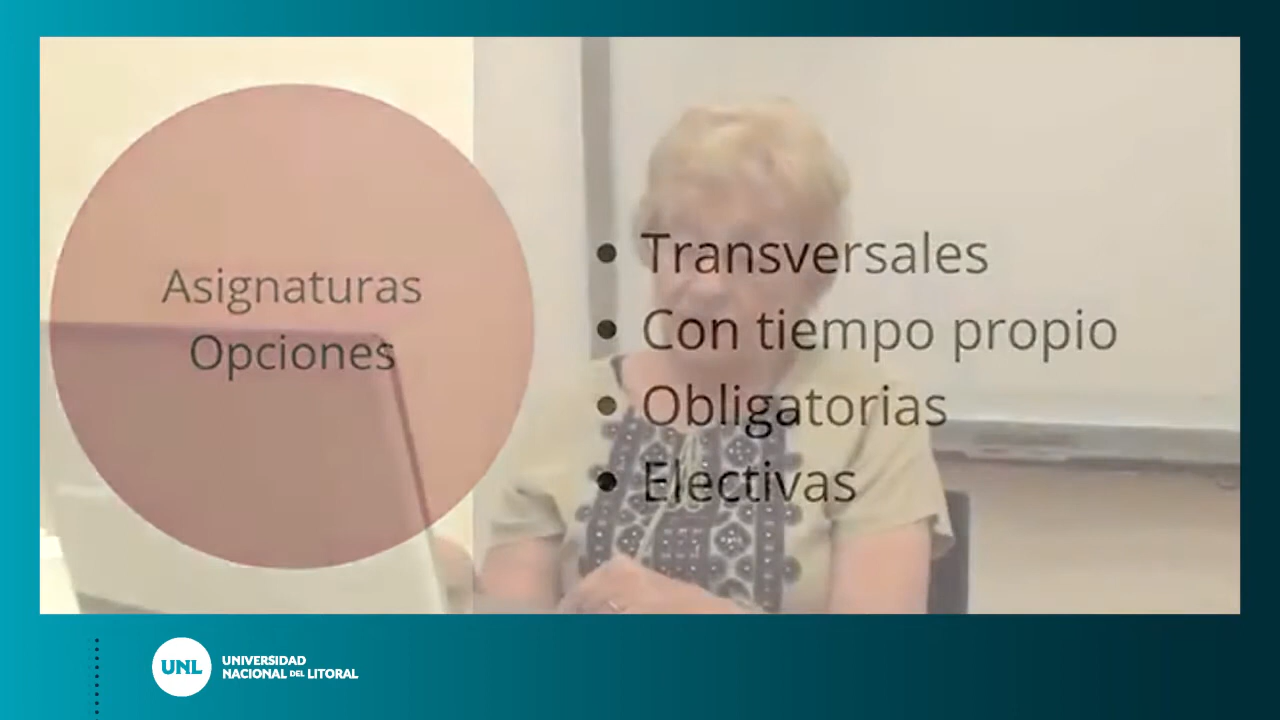 Asignaturas
Opciones
• Transversales
• Con tiempo propio
• Obligatorias
• Electivas
UNL
UNIVERSIDAD
NACIONAL DEL LITORAL